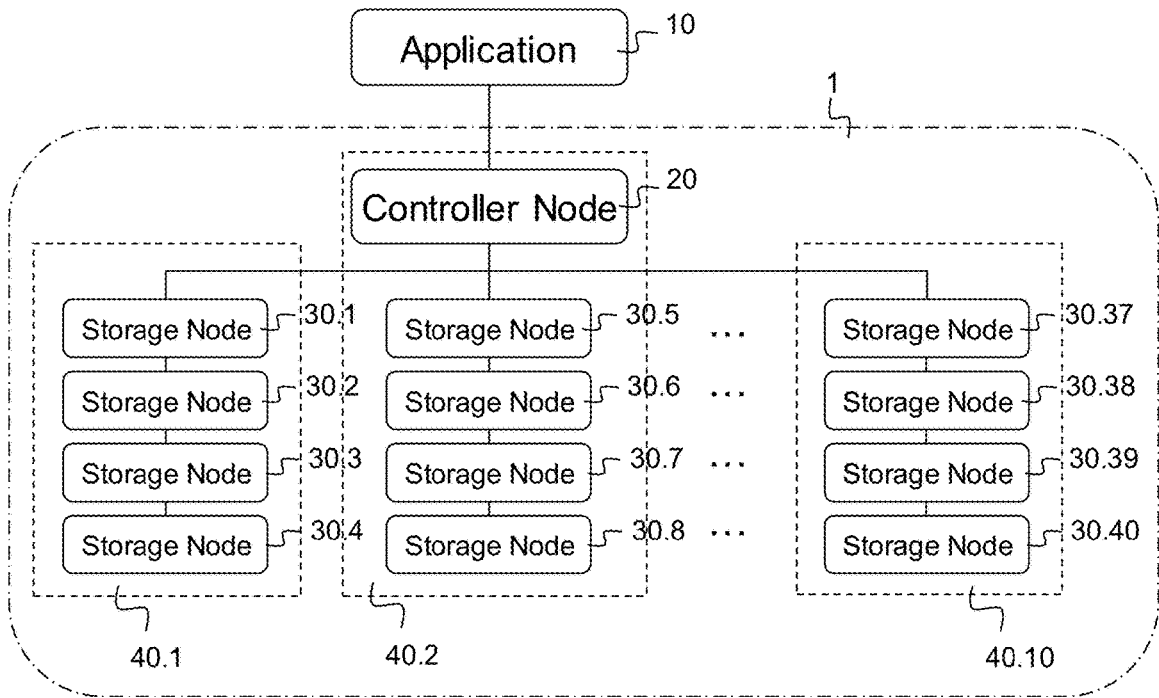 Application
10
1
Controller Node
20
Storage Node 30.1 Storage Node 30.5 ... Storage Node 30.37
Storage Node 30.2 Storage Node 30.6 ... Storage Node 30.38
Storage Node 30.3 Storage Node 30.7 ... Storage Node 30.39
Storage Node 30.4 Storage Node 30.8 ... Storage Node 30.40
40.1 40.2 40.10